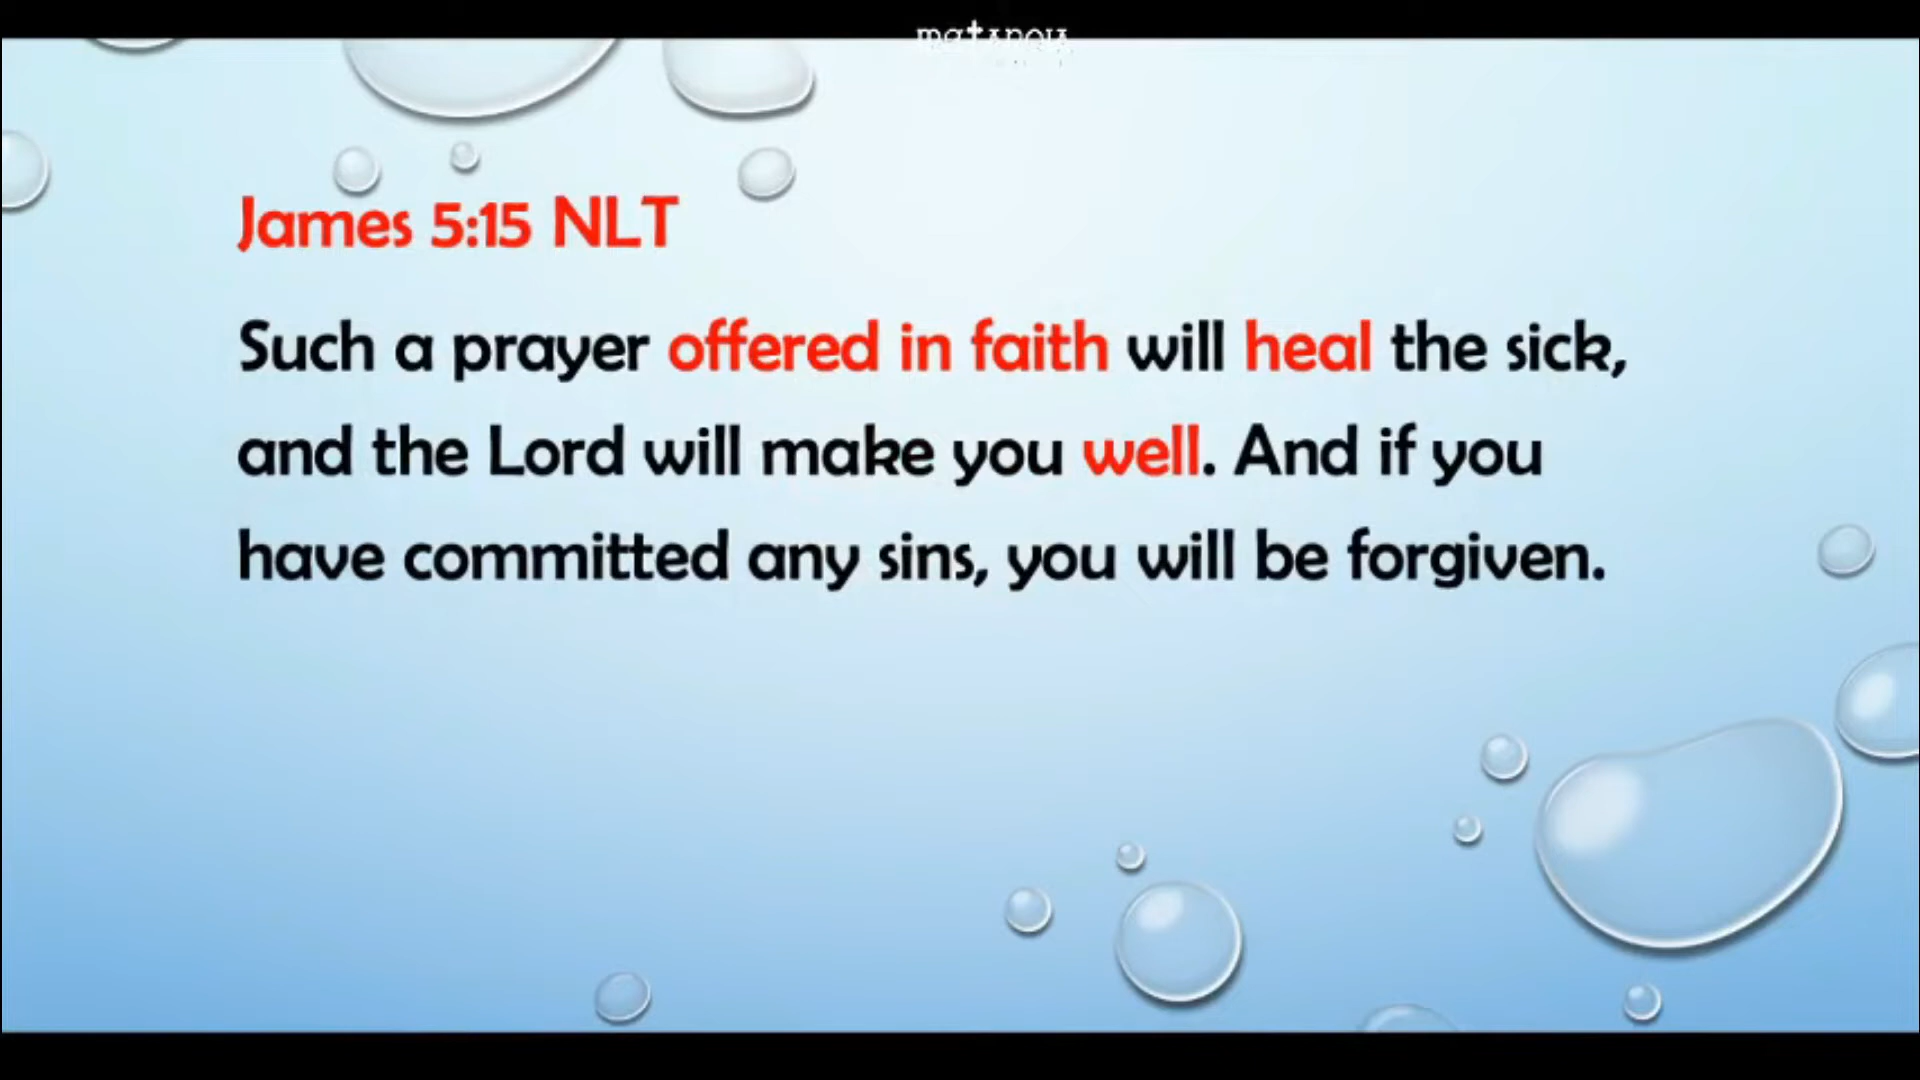 matanoia
James 5:15 NLT
Such a prayer offered in faith will heal the sick,
and the Lord will make you well. And if you
have committed any sins, you will be forgiven.